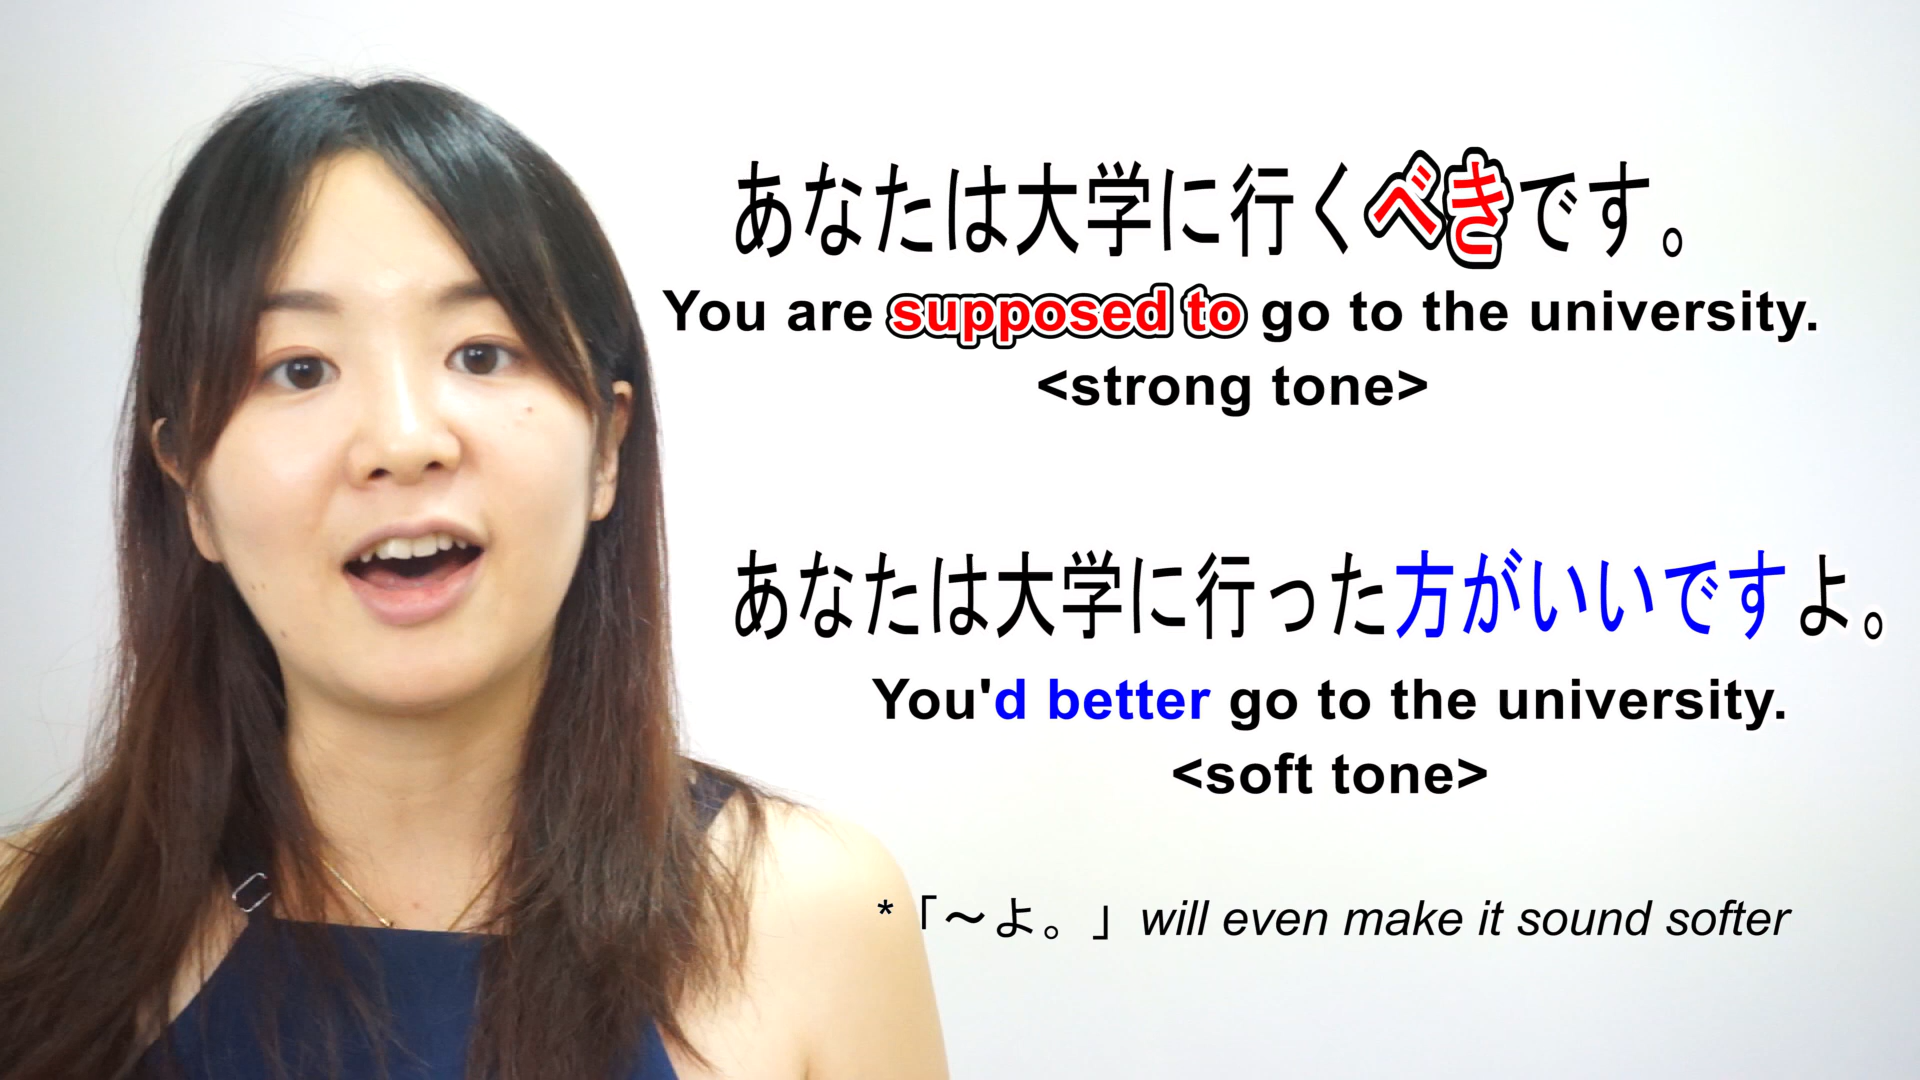 あなたは大学に行くべきです。
You are supposed to go to the university.
<strong tone>
あなたは大学に行った方がいいですよ。
You'd better go to the university.
<soft tone>
*「～よ。」will even make it sound softer